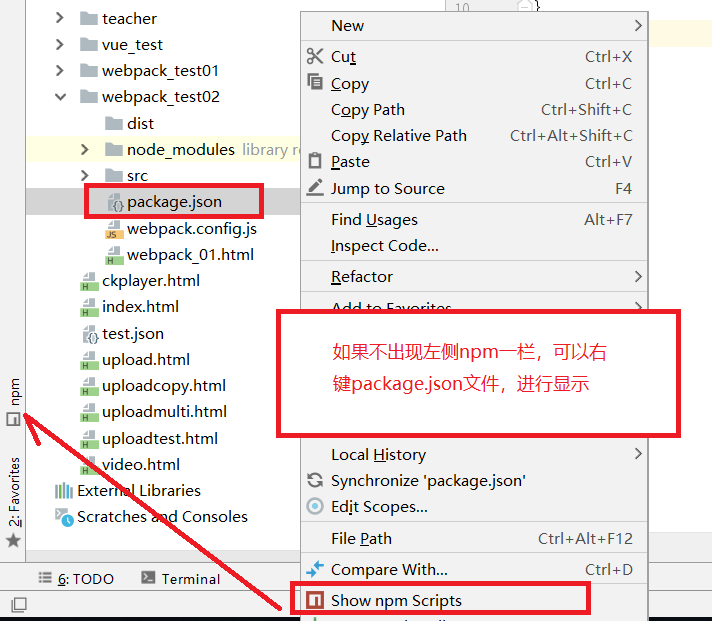 teacher
vue_test
webpack_test01
webpack_test02
dist
node_modules library
src
package.json
webpack.config.js
webpack_01.html
ckplayer.html
index.html
test.json
upload.html
uploadcopy.html
uploadmulti.html
uploadtest.html
video.html
External Libraries
Scratches and Consoles
npm
2: Favorites
6: TODO
Terminal
10
New
Cut Ctrl+X
Copy Ctrl+C
Copy Path Ctrl+Shift+C
Copy Relative Path Ctrl+Alt+Shift+C
Paste Ctrl+V
Jump to Source F4
Find Usages Alt+F7
Inspect Code...
Refactor
Add to Favorites
如果不出现左侧npm一栏，可以右
键package.json文件，进行显示
Local History
Synchronize 'package.json'
Edit Scopes...
File Path Ctrl+Alt+F12
Compare With... Ctrl+D
Show npm Scripts